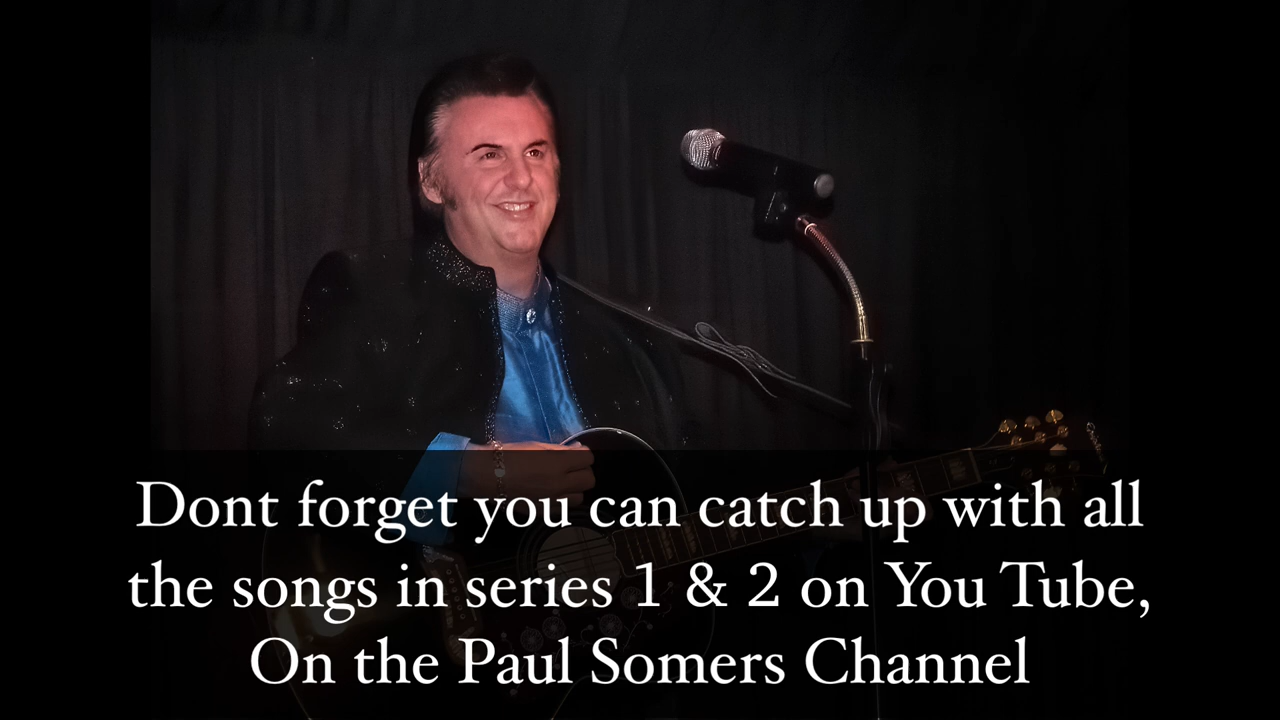 Dont forget you can catch up with all
the songs in series 1 & 2 on You Tube,
On the Paul Somers Channel